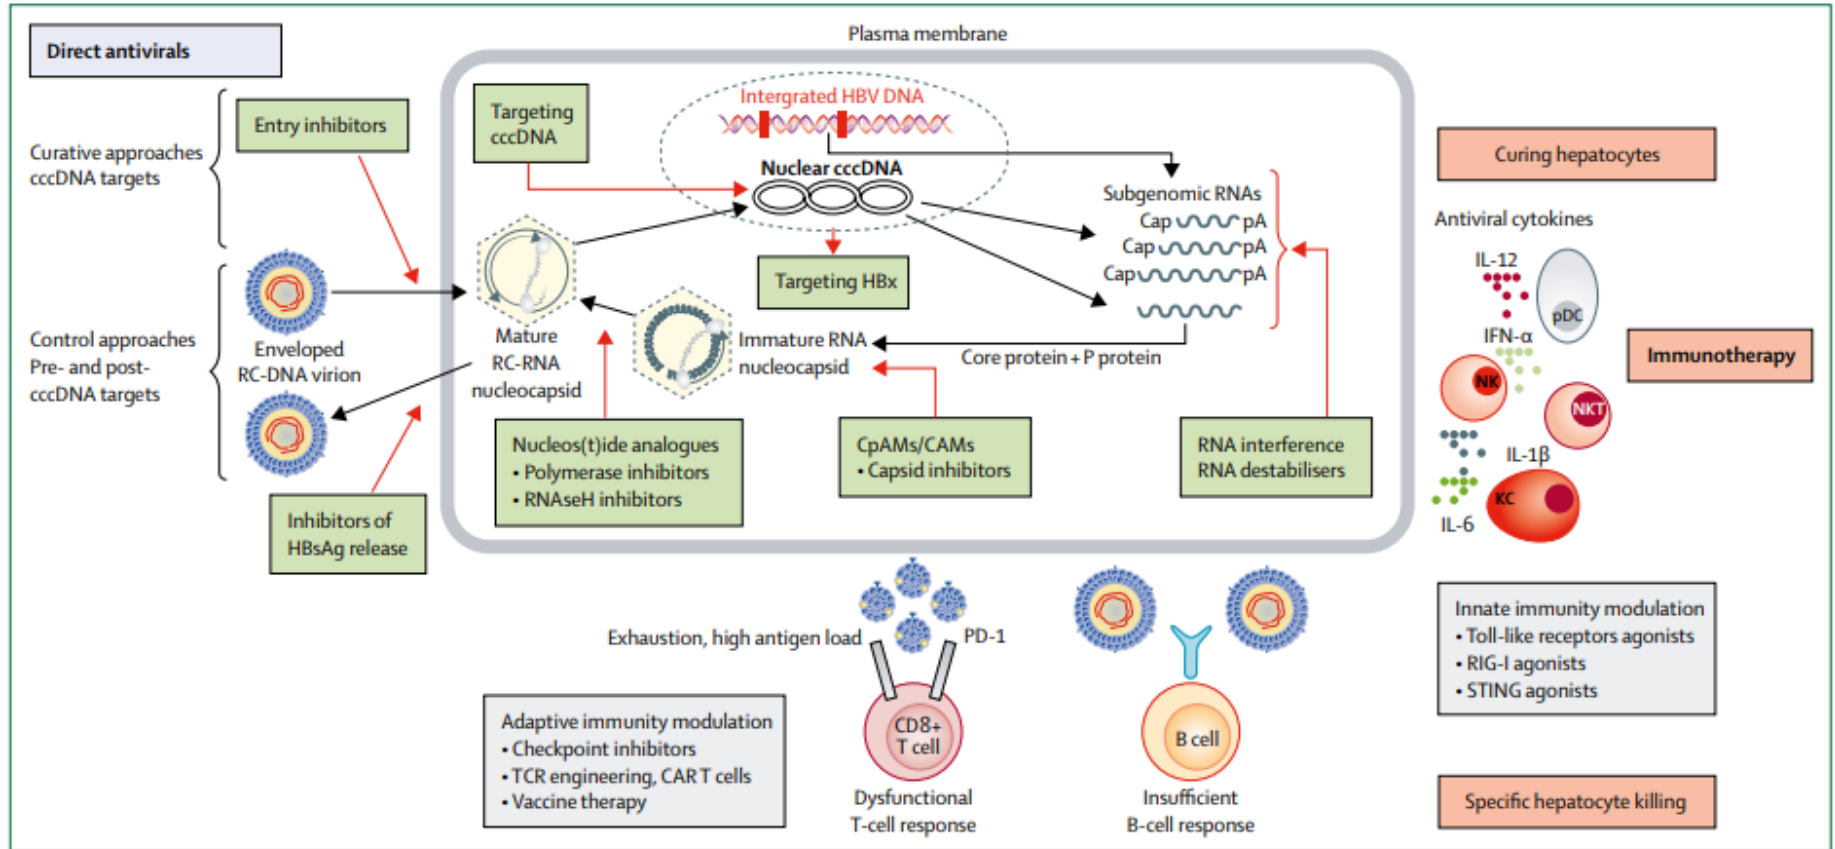 Direct antivirals
Curative approaches
cccDNA targets
Control approaches
Pre- and post-
cccDNA targets
Entry inhibitors
Enveloped
RC-DNA virion
Inhibitors of
HBsAg release
Plasma membrane
Targeting
cccDNA
Intergrated HBV DNA
Nuclear cccDNA
Targeting HBx
Subgenomic RNAs
Cap pA
Cap pA
Cap pA
Mature
RC-RNA
nucleocapsid
Immature RNA
nucleocapsid
Core protein + P protein
Nucleos(t)ide analogues
• Polymerase inhibitors
• RNAseH inhibitors
CpAMs/CAMs
• Capsid inhibitors
RNA interference
RNA destabilisers
Curing hepatocytes
Antiviral cytokines
IL-12
pDC
IFN-α
NK
NKT
IL-1β
KC
IL-6
Immunotherapy
Exhaustion, high antigen load
PD-1
CD8+
T cell
Dysfunctional
T-cell response
B cell
Insufficient
B-cell response
Adaptive immunity modulation
• Checkpoint inhibitors
• TCR engineering, CAR T cells
• Vaccine therapy
Innate immunity modulation
• Toll-like receptors agonists
• RIG-I agonists
• STING agonists
Specific hepatocyte killing